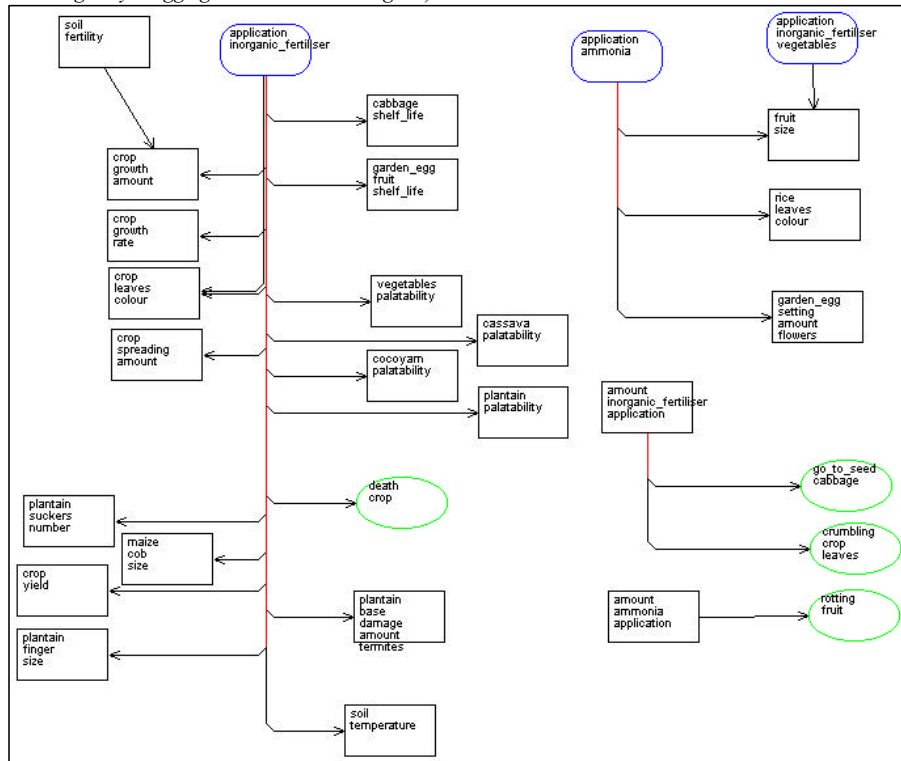 soil
fertility
application
inorganic_fertiliser
application
ammonia
application
inorganic_fertiliser
vegetables
cabbage
shelf_life
fruit
size
crop
growth
amount
garden_egg
fruit
shelf_life
rice
leaves
colour
crop
growth
rate
crop
leaves
colour
vegetables
palatability
garden_egg
setting
amount
flowers
cassava
palatability
crop
spreading
amount
cocoyam
palatability
plantain
palatability
amount
inorganic_fertiliser
application
go_to_seed
cabbage
death
crop
plantain
suckers
number
maize
cob
size
crumbling
crop
leaves
crop
yield
plantain
base
damage
amount
termites
amount
ammonia
application
rotting
fruit
plantain
finger
size
soil
temperature